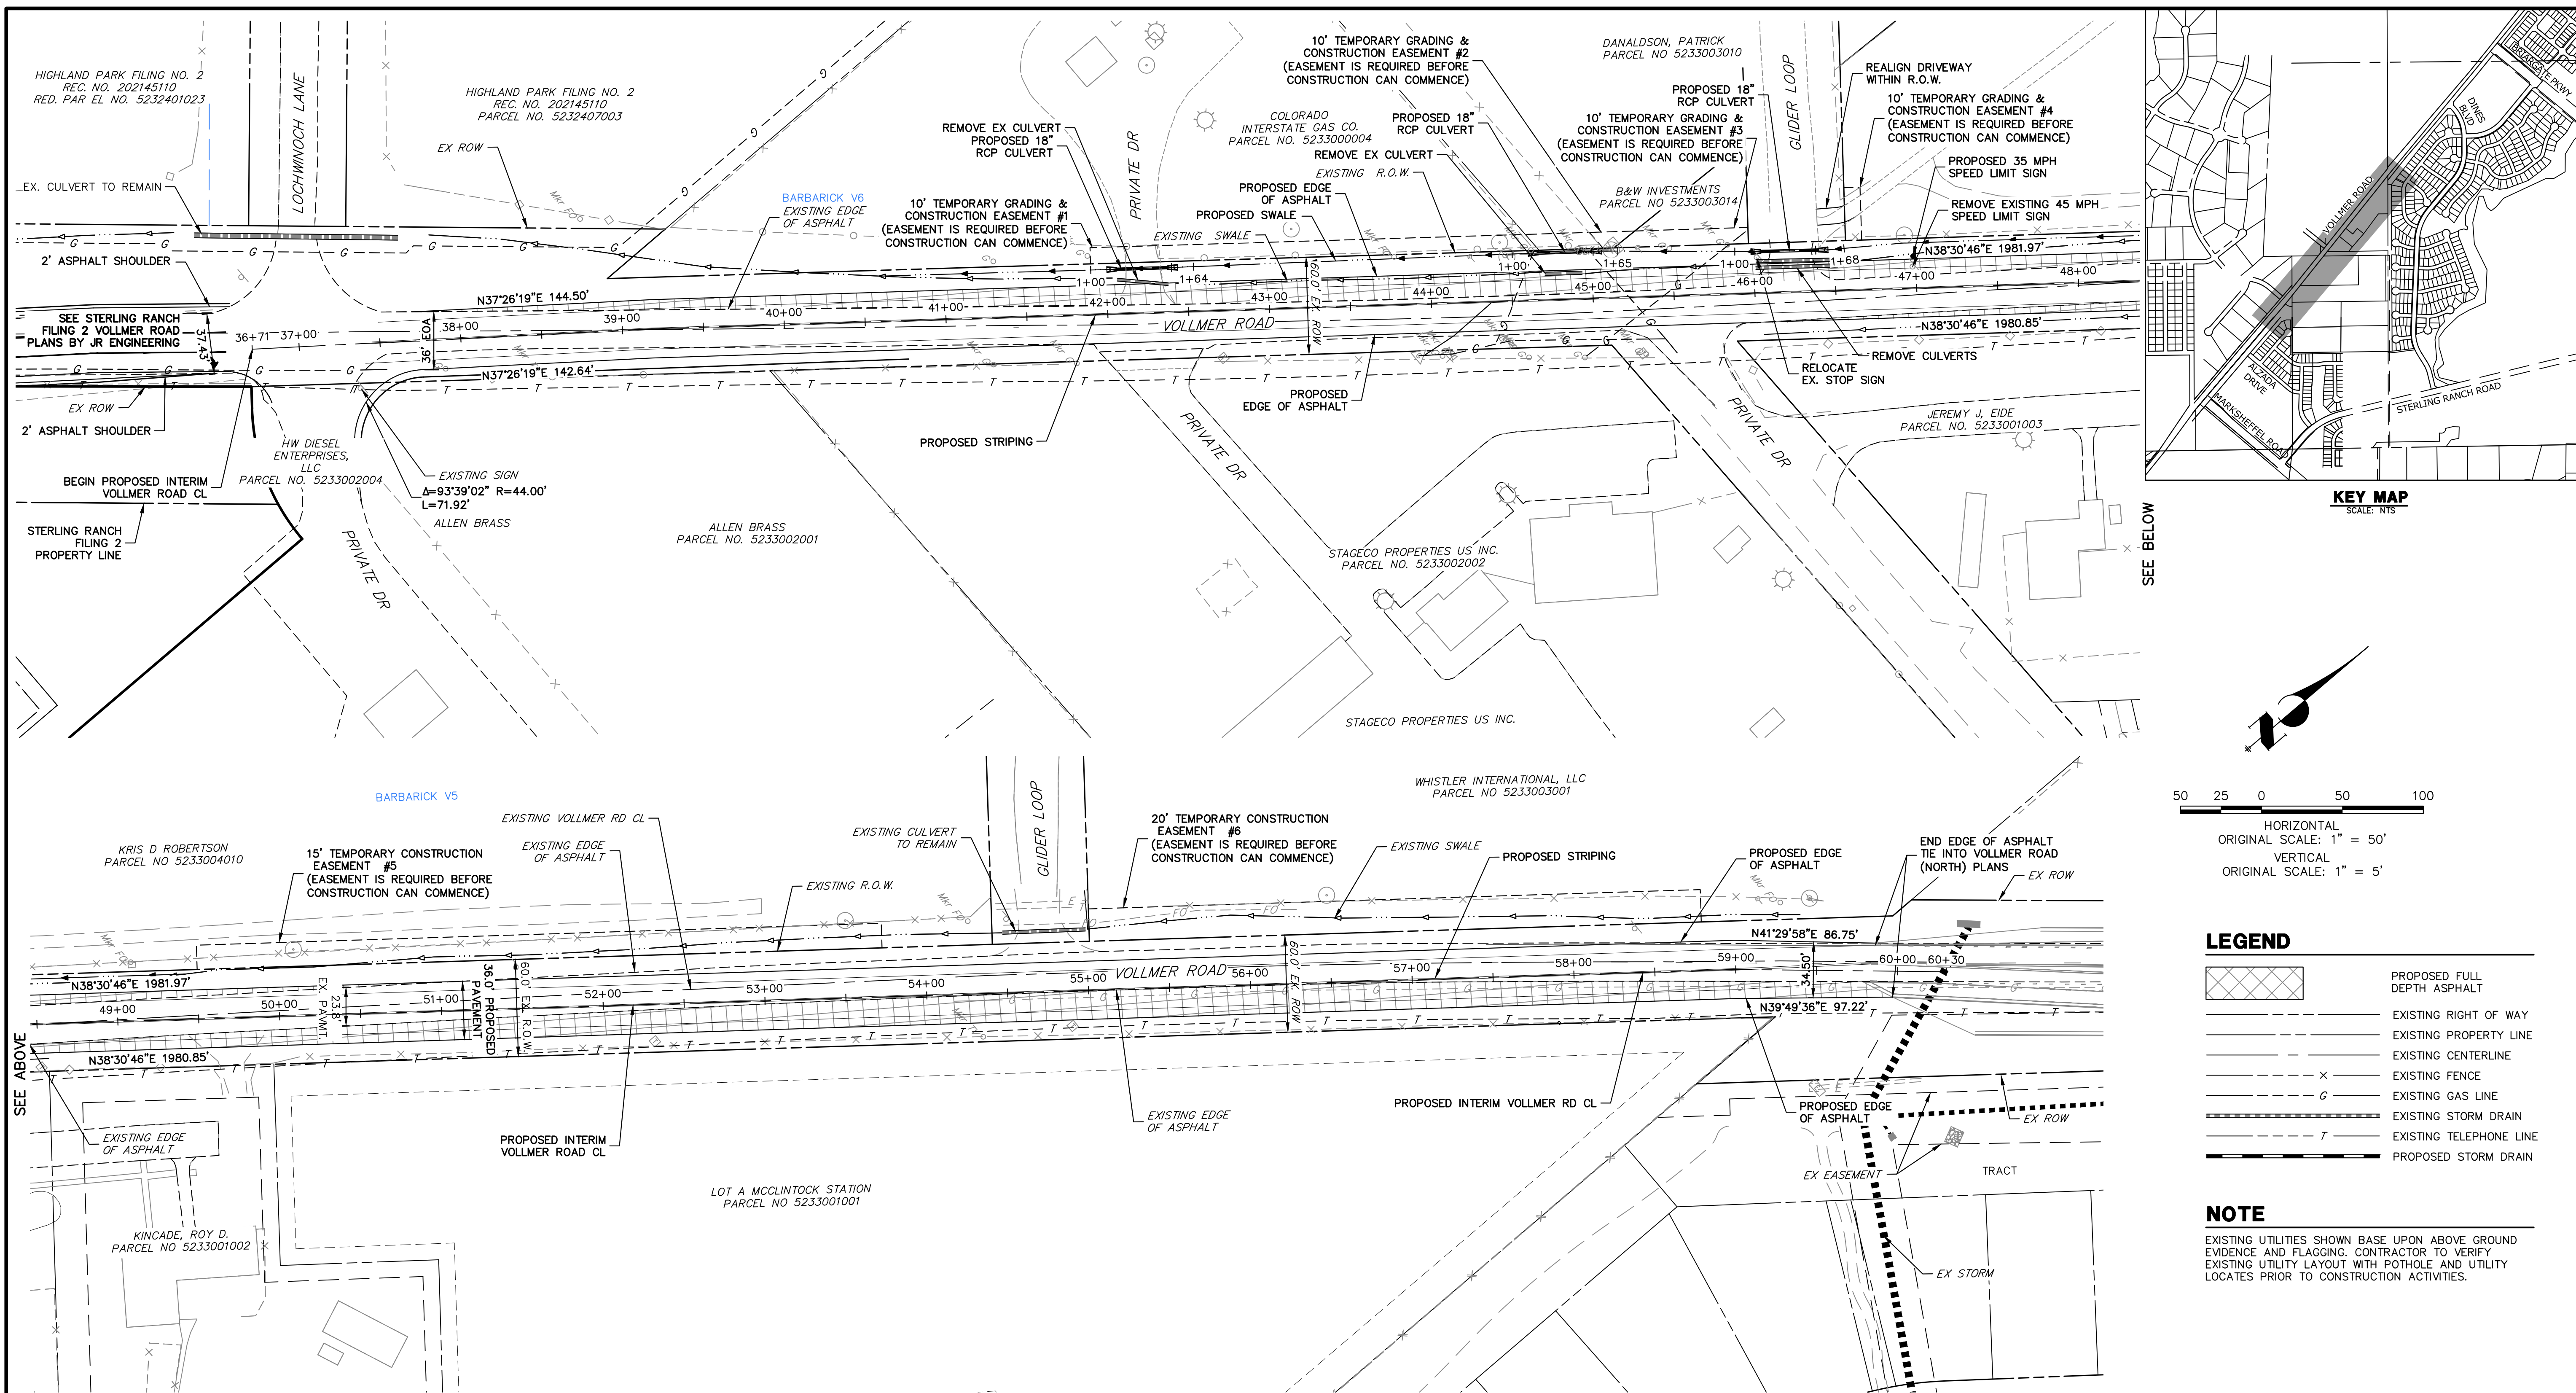 HIGHLAND PARK FILING NO. 2
REC. NO. 202145110
RED. PAR EL NO. 5232401023
LOCHWINOCH LANE
HIGHLAND PARK FILING NO. 2
REC. NO. 202145110
PARCEL NO. 5232407003
EX ROW
EX. CULVERT TO REMAIN
2' ASPHALT SHOULDER
SEE STERLING RANCH
FILING 2 VOLLMER ROAD
PLANS BY JR ENGINEERING
37.43'
36+71
37+00
36' EOA
EX ROW
2' ASPHALT SHOULDER
BEGIN PROPOSED INTERIM
VOLLMER ROAD CL
STERLING RANCH
FILING 2
PROPERTY LINE
HW DIESEL
ENTERPRISES,
LLC
PARCEL NO. 5233002004
EXISTING SIGN
Δ=93°39'02" R=44.00'
L=71.92'
ALLEN BRASS
PRIVATE DR
ALLEN BRASS
PARCEL NO. 5233002001
N37°26'19"E 144.50'
N37°26'19"E 142.64'
38+00
39+00
40+00
41+00
42+00
43+00
44+00
45+00
46+00
47+00
48+00
BARBARICK V6
EXISTING EDGE
OF ASPHALT
REMOVE EX CULVERT
PROPOSED 18"
RCP CULVERT
10' TEMPORARY GRADING &
CONSTRUCTION EASEMENT #1
(EASEMENT IS REQUIRED BEFORE
CONSTRUCTION CAN COMMENCE)
PRIVATE DR
1+00
1+64
EXISTING SWALE
PROPOSED SWALE
PROPOSED EDGE
OF ASPHALT
EXISTING R.O.W.
COLORADO
INTERSTATE GAS CO.
PARCEL NO. 5233000004
10' TEMPORARY GRADING &
CONSTRUCTION EASEMENT #2
(EASEMENT IS REQUIRED BEFORE
CONSTRUCTION CAN COMMENCE)
PROPOSED 18"
RCP CULVERT
REMOVE EX CULVERT
1+00
1+65
60.0' EX. ROW
VOLLMER ROAD
PROPOSED STRIPING
PROPOSED
EDGE OF ASPHALT
PRIVATE DR
STAGECO PROPERTIES US INC.
PARCEL NO. 5233002002
STAGECO PROPERTIES US INC.
DANALDSON, PATRICK
PARCEL NO 5233003010
PROPOSED 18"
RCP CULVERT
10' TEMPORARY GRADING &
CONSTRUCTION EASEMENT #3
(EASEMENT IS REQUIRED BEFORE
CONSTRUCTION CAN COMMENCE)
B&W INVESTMENTS
PARCEL NO 5233003014
GLIDER LOOP
1+00
1+68
REALIGN DRIVEWAY
WITHIN R.O.W.
10' TEMPORARY GRADING &
CONSTRUCTION EASEMENT #4
(EASEMENT IS REQUIRED BEFORE
CONSTRUCTION CAN COMMENCE)
PROPOSED 35 MPH
SPEED LIMIT SIGN
REMOVE EXISTING 45 MPH
SPEED LIMIT SIGN
N38°30'46"E 1981.97'
N38°30'46"E 1980.85'
REMOVE CULVERTS
RELOCATE
EX. STOP SIGN
PRIVATE DR
JEREMY J, EIDE
PARCEL NO. 5233001003
SEE BELOW
BRIARGATE PKWY
DINES
BLVD
VOLLMER ROAD
ALZADA
DRIVE
MARKSHEFFEL ROAD
STERLING RANCH ROAD
KEY MAP
SCALE: NTS
50 25 0 50 100
HORIZONTAL
ORIGINAL SCALE: 1" = 50'
VERTICAL
ORIGINAL SCALE: 1" = 5'
BARBARICK V5
KRIS D ROBERTSON
PARCEL NO 5233004010
15' TEMPORARY CONSTRUCTION
EASEMENT #5
(EASEMENT IS REQUIRED BEFORE
CONSTRUCTION CAN COMMENCE)
EXISTING VOLLMER RD CL
EXISTING EDGE
OF ASPHALT
EXISTING R.O.W.
EXISTING CULVERT
TO REMAIN
GLIDER LOOP
20' TEMPORARY CONSTRUCTION
EASEMENT #6
(EASEMENT IS REQUIRED BEFORE
CONSTRUCTION CAN COMMENCE)
EXISTING SWALE
WHISTLER INTERNATIONAL, LLC
PARCEL NO 5233003001
PROPOSED STRIPING
PROPOSED EDGE
OF ASPHALT
END EDGE OF ASPHALT
TIE INTO VOLLMER ROAD
(NORTH) PLANS
EX ROW
N38°30'46"E 1981.97'
N38°30'46"E 1980.85'
N41°29'58"E 86.75'
N39°49'36"E 97.22'
EX. PAVMT.
23.8'
36.0' PROPOSED
PAVEMENT
60.0' EX. R.O.W.
60.0' EX. ROW
34.50'
VOLLMER ROAD
49+00
50+00
51+00
52+00
53+00
54+00
55+00
56+00
57+00
58+00
59+00
60+00
60+30
SEE ABOVE
EXISTING EDGE
OF ASPHALT
KINCADE, ROY D.
PARCEL NO 5233001002
PROPOSED INTERIM
VOLLMER ROAD CL
LOT A MCCLINTOCK STATION
PARCEL NO 5233001001
EXISTING EDGE
OF ASPHALT
PROPOSED INTERIM VOLLMER RD CL
PROPOSED EDGE
OF ASPHALT
EX ROW
EX EASEMENT
TRACT
EX STORM
LEGEND
PROPOSED FULL
DEPTH ASPHALT
EXISTING RIGHT OF WAY
EXISTING PROPERTY LINE
EXISTING CENTERLINE
EXISTING FENCE
EXISTING GAS LINE
EXISTING STORM DRAIN
EXISTING TELEPHONE LINE
PROPOSED STORM DRAIN
NOTE
EXISTING UTILITIES SHOWN BASE UPON ABOVE GROUND
EVIDENCE AND FLAGGING. CONTRACTOR TO VERIFY
EXISTING UTILITY LAYOUT WITH POTHOLE AND UTILITY
LOCATES PRIOR TO CONSTRUCTION ACTIVITIES.